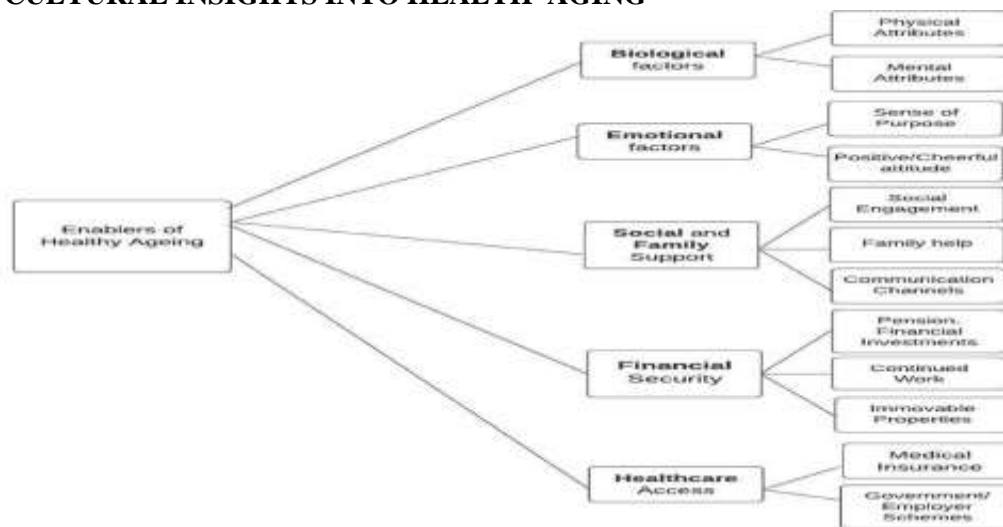 CULTURAL INSIGHTS INTO HEALTHY AGING
Enablers of
Healthy Ageing
Biological
factors
Physical
Attributes
Mental
Attributes
Emotional
factors
Sense of
Purpose
Positive/Cheerful
attitude
Social and
Family
Support
Social
Engagement
Family help
Communication
Channels
Financial
Security
Pension,
Financial
Investments
Continued
Work
Immovable
Properties
Healthcare
Access
Medical
Insurance
Government/
Employer
Schemes